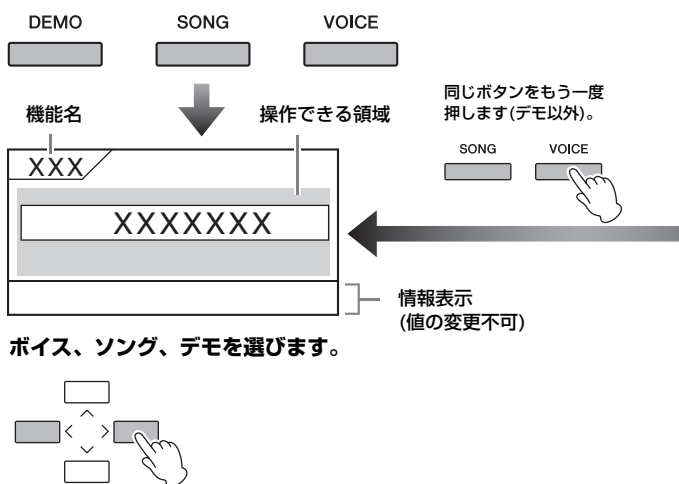 DEMO SONG VOICE
機能名
操作できる領域
同じボタンをもう一度
押します(デモ以外)。
SONG VOICE
XXX
XXXXXXX
情報表示
(値の変更不可)
ボイス、ソング、デモを選びます。